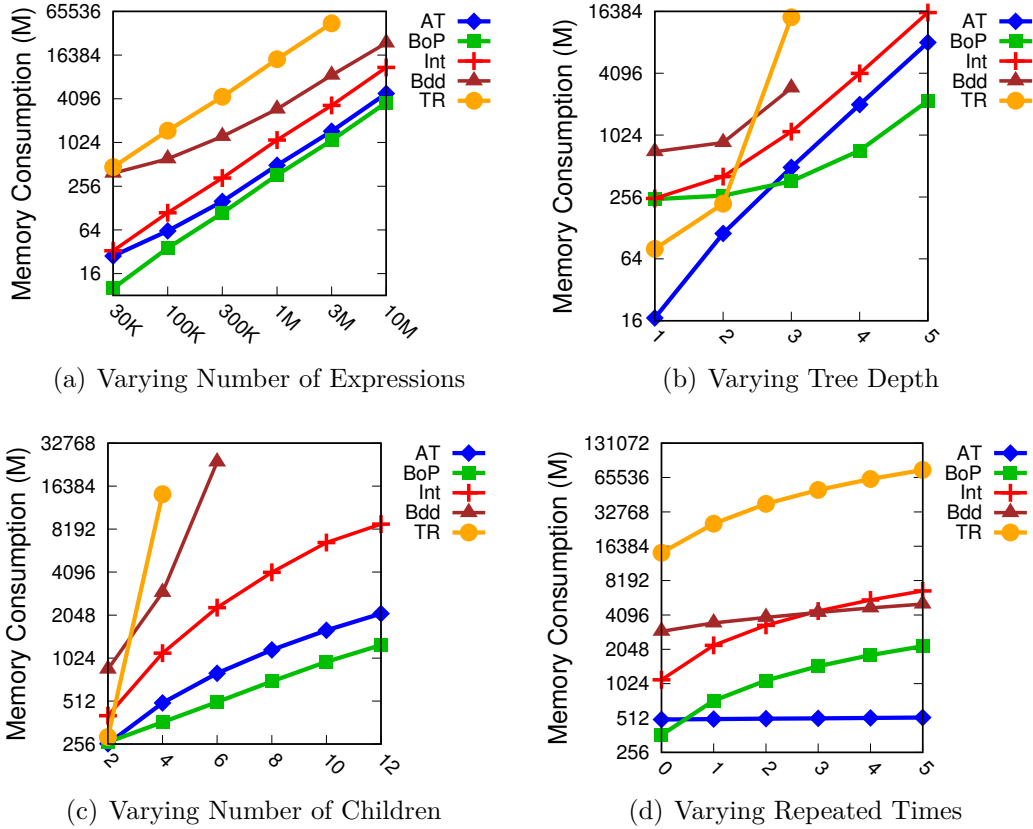 Memory Consumption (M)
65536
16384
4096
1024
256
64
16
30K
100K
300K
1M
3M
10M
AT
BoP
Int
Bdd
TR
(a) Varying Number of Expressions
Memory Consumption (M)
16384
4096
1024
256
64
16
1
2
3
4
5
AT
BoP
Int
Bdd
TR
(b) Varying Tree Depth
Memory Consumption (M)
32768
16384
8192
4096
2048
1024
512
256
2
4
6
8
10
12
AT
BoP
Int
Bdd
TR
(c) Varying Number of Children
Memory Consumption (M)
131072
65536
32768
16384
8192
4096
2048
1024
512
256
0
1
2
3
4
5
AT
BoP
Int
Bdd
TR
(d) Varying Repeated Times